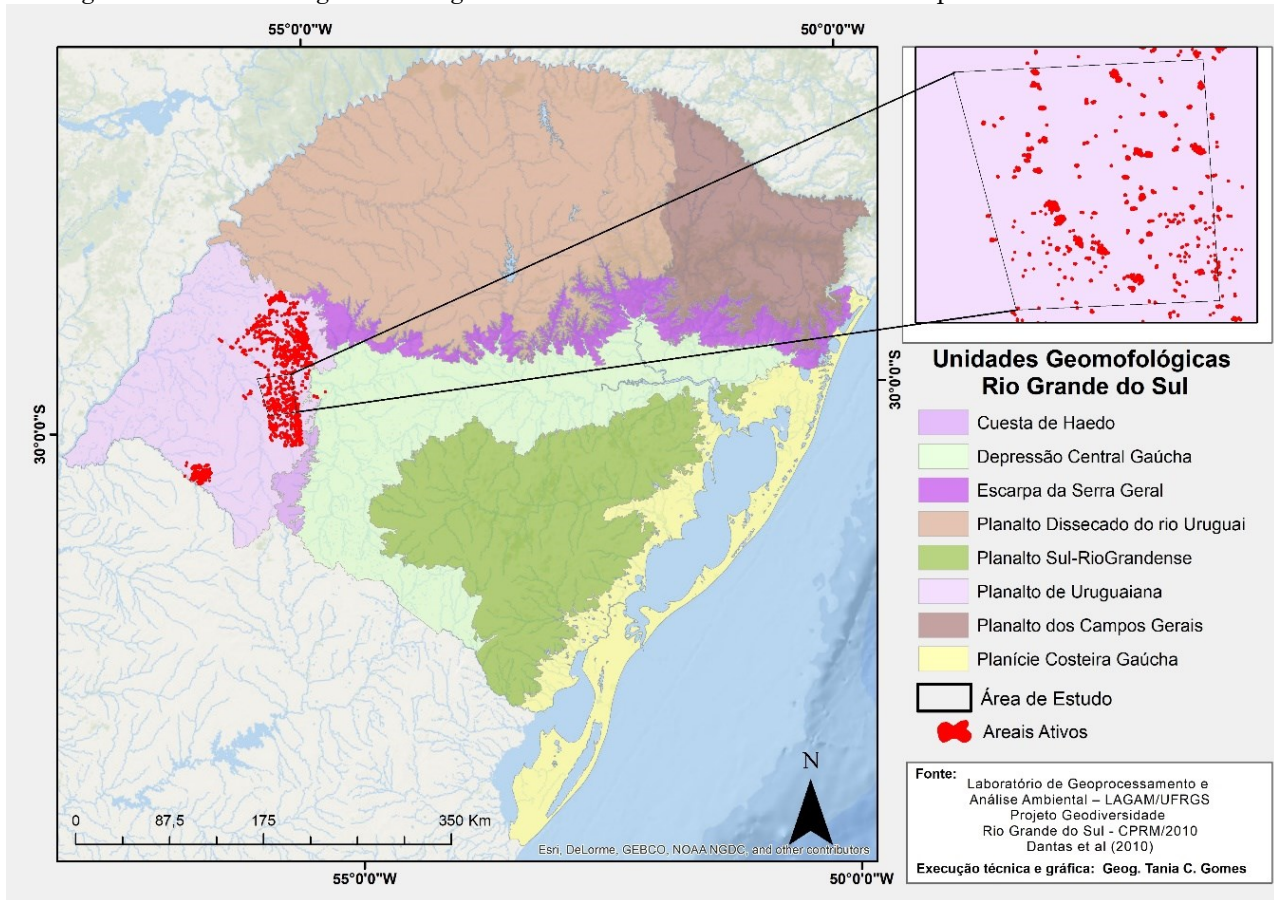 55°0'0"W
50°0'0"W
30°0'0"S
30°0'0"S
Unidades Geomofológicas
Rio Grande do Sul
Cuesta de Haedo
Depressão Central Gaúcha
Escarpa da Serra Geral
Planalto Dissecado do rio Uruguai
Planalto Sul-RioGrandense
Planalto de Uruguaiana
Planalto dos Campos Gerais
Planície Costeira Gaúcha
Área de Estudo
Areais Ativos
N
0 87,5 175 350 Km
Esri, DeLorme, GEBCO, NOAA NGDC, and other contributors
55°0'0"W
50°0'0"W
Fonte:
Laboratório de Geoprocessamento e
Análise Ambiental – LAGAM/UFRGS
Projeto Geodiversidade
Rio Grande do Sul - CPRM/2010
Dantas et al (2010)
Execução técnica e gráfica: Geog. Tania C. Gomes